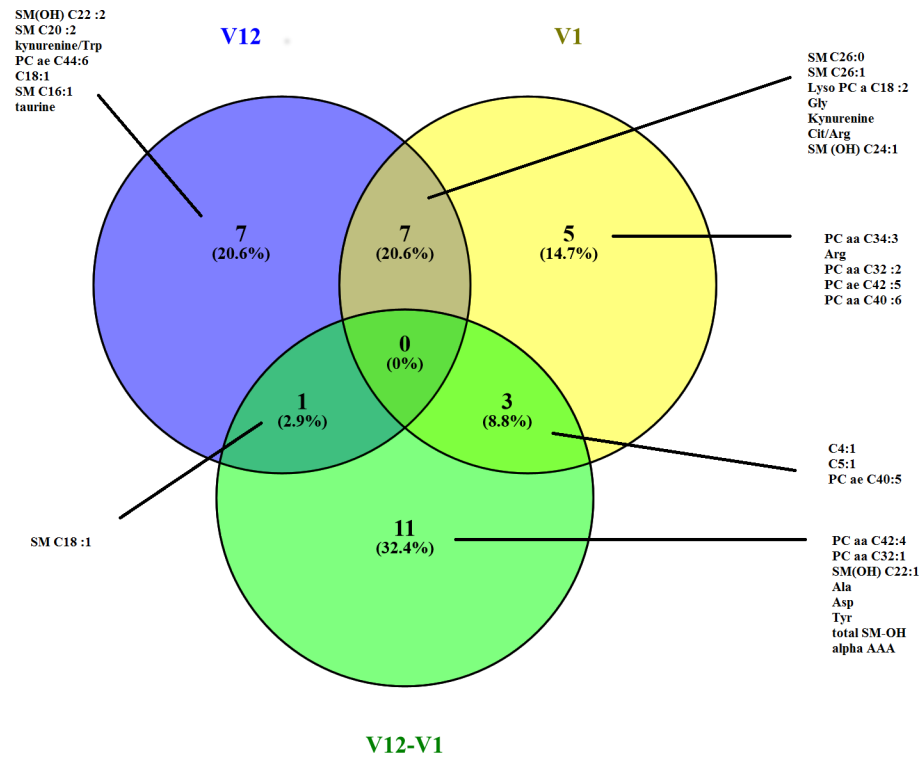 SM(OH) C22 :2
SM C20 :2
kynurenine/Trp
PC ae C44:6
C18:1
SM C16:1
taurine
V12
V1
SM C26:0
SM C26:1
Lyso PC a C18 :2
Gly
Kynurenine
Cit/Arg
SM (OH) C24:1
7
(20.6%)
7
(20.6%)
5
(14.7%)
PC aa C34:3
Arg
PC aa C32 :2
PC ae C42 :5
PC aa C40 :6
0
(0%)
1
(2.9%)
3
(8.8%)
C4:1
C5:1
PC ae C40:5
SM C18 :1
11
(32.4%)
PC aa C42:4
PC aa C32:1
SM(OH) C22:1
Ala
Asp
Tyr
total SM-OH
alpha AAA
V12-V1